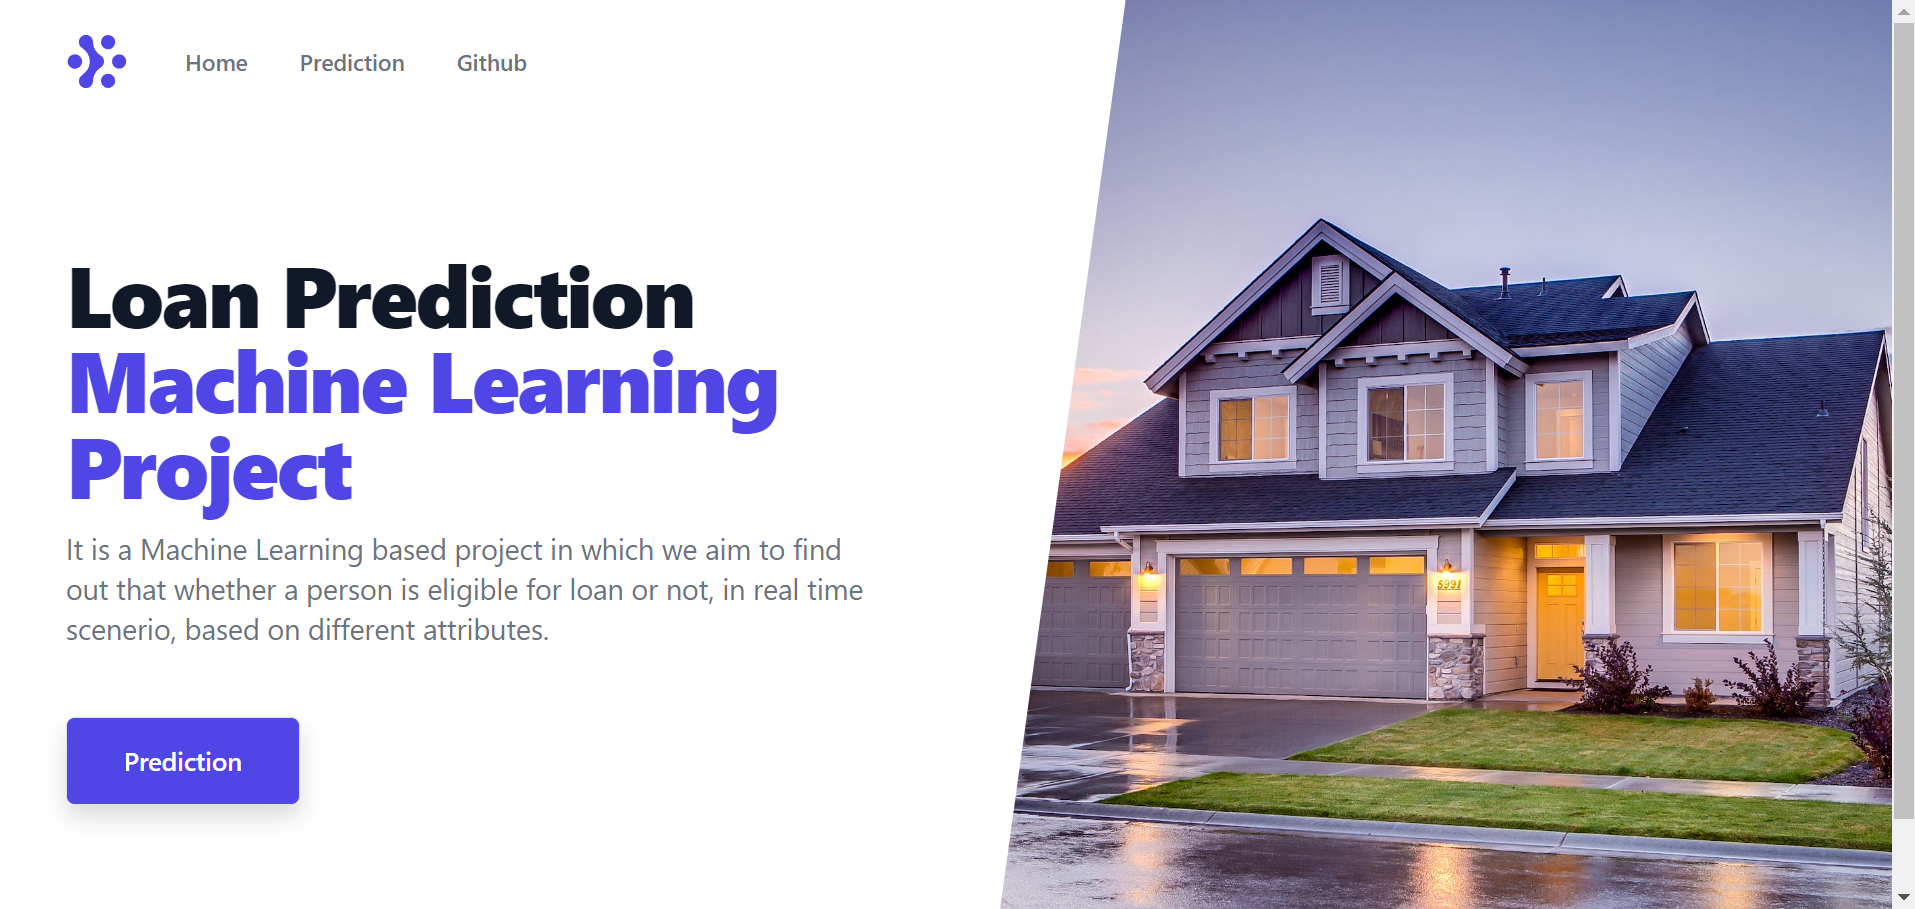 Home Prediction Github
Loan Prediction
Machine Learning
Project
It is a Machine Learning based project in which we aim to find
out that whether a person is eligible for loan or not, in real time
scenerio, based on different attributes.
Prediction
5991